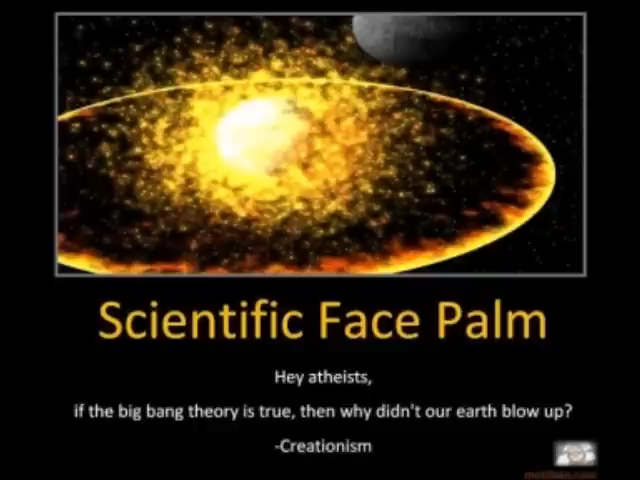 Scientific Face Palm
Hey atheists,
if the big bang theory is true, then why didn't our earth blow up?
-Creationism